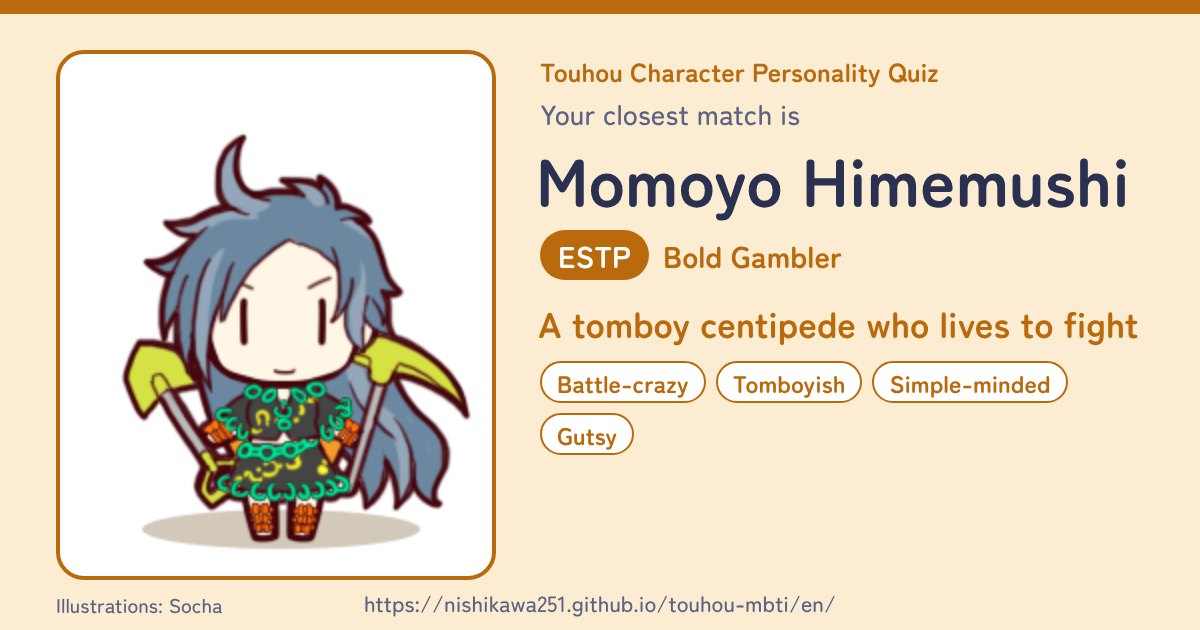 Touhou Character Personality Quiz
Your closest match is
Momoyo Himemushi
ESTP Bold Gambler
A tomboy centipede who lives to fight
Battle-crazy Tomboyish Simple-minded
Gutsy
Illustrations: Socha https://nishikawa251.github.io/touhou-mbti/en/